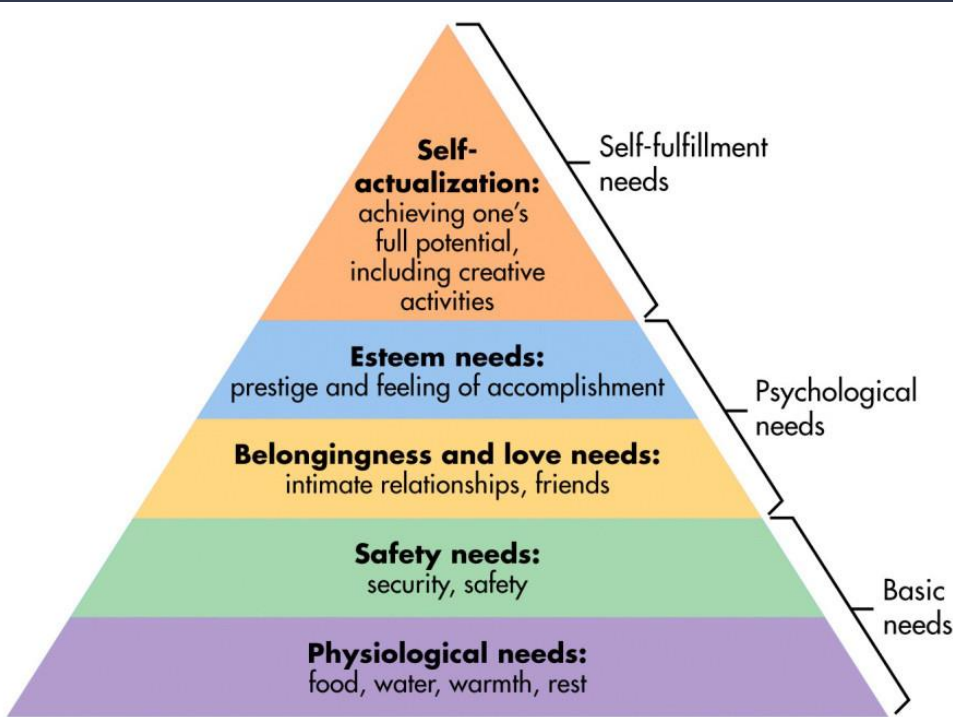 Self-
actualization:
achieving one's
full potential,
including creative
activities
Self-fulfillment
needs
Esteem needs:
prestige and feeling of accomplishment
Psychological
needs
Belongingness and love needs:
intimate relationships, friends
Safety needs:
security, safety
Basic
needs
Physiological needs:
food, water, warmth, rest